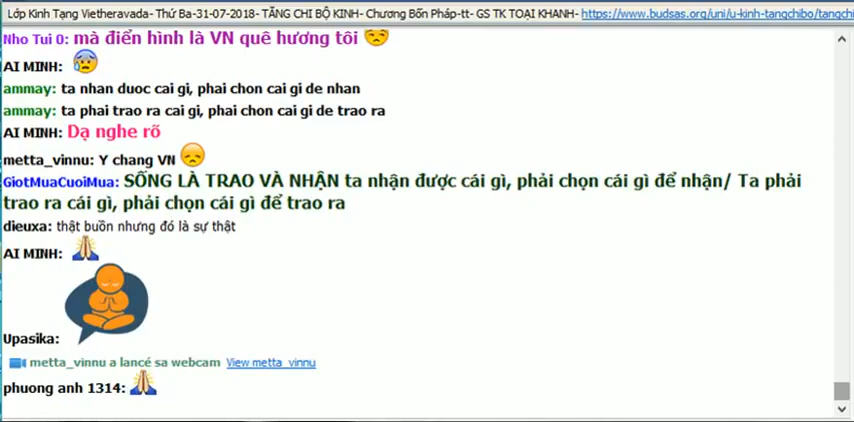 Lớp Kinh Tạng Vietheravada- Thứ Ba-31-07-2018- TĂNG CHI BỘ KINH- Chương Bốn Pháp-tt- GS TK TOẠI KHANH- https://www.budsas.org/uni/u-kinh-tangchibo/tangchi
Nho Tui 0: mà điển hình là VN quê hương tôi
AI MINH:
ammay: ta nhan duoc cai gi, phai chon cai gi de nhan
ammay: ta phai trao ra cai gi, phai chon cai gi de trao ra
AI MINH: Dạ nghe rõ
metta_vinnu: Y chang VN
GiotMuaCuoiMua: SỐNG LÀ TRAO VÀ NHẬN ta nhận được cái gì, phải chọn cái gì để nhận/ Ta phải
trao ra cái gì, phải chọn cái gì để trao ra
dieuxa: thật buồn nhưng đó là sự thật
AI MINH:
Upasika:
metta_vinnu a lancé sa webcam View metta_vinnu
phuong anh 1314: